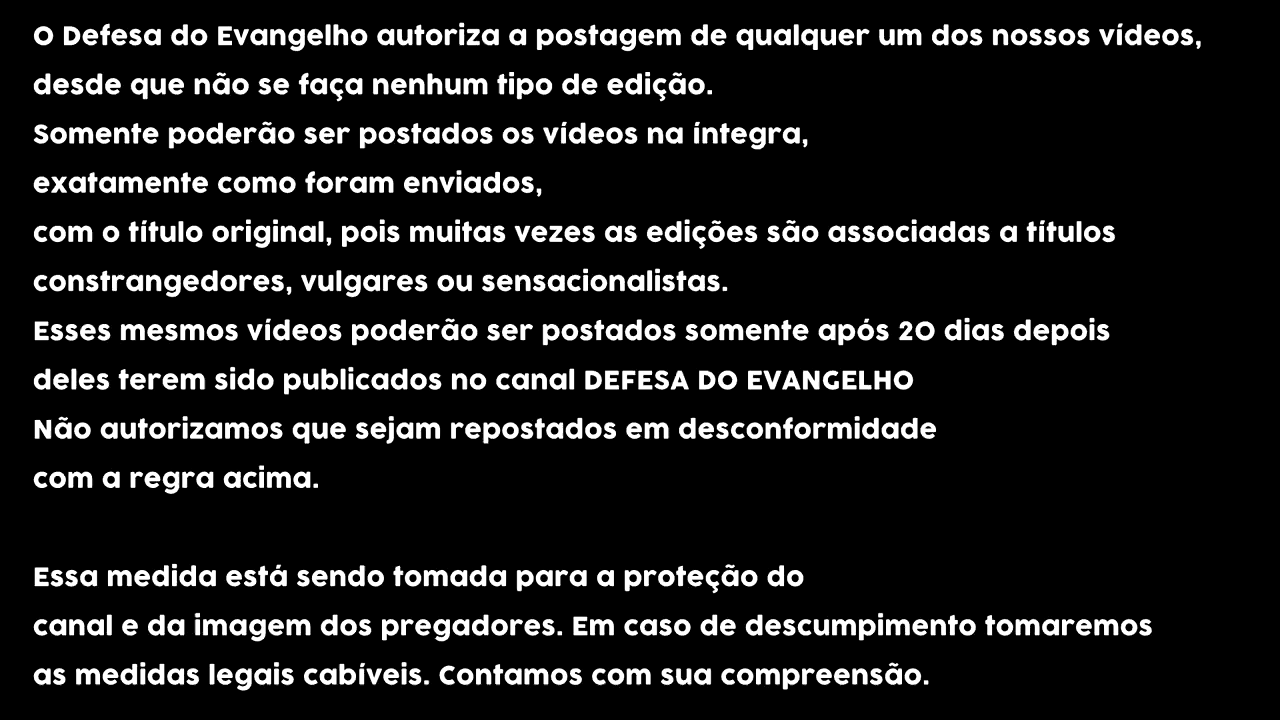 O Defesa do Evangelho autoriza a postagem de qualquer um dos nossos vídeos,
desde que não se faça nenhum tipo de edição.
Somente poderão ser postados os vídeos na íntegra,
exatamente como foram enviados,
com o título original, pois muitas vezes as edições são associadas a títulos
constrangedores, vulgares ou sensacionalistas.
Esses mesmos vídeos poderão ser postados somente após 20 dias depois
deles terem sido publicados no canal DEFESA DO EVANGELHO
Não autorizamos que sejam repostados em desconformidade
com a regra acima.
Essa medida está sendo tomada para a proteção do
canal e da imagem dos pregadores. Em caso de descumpimento tomaremos
as medidas legais cabíveis. Contamos com sua compreensão.